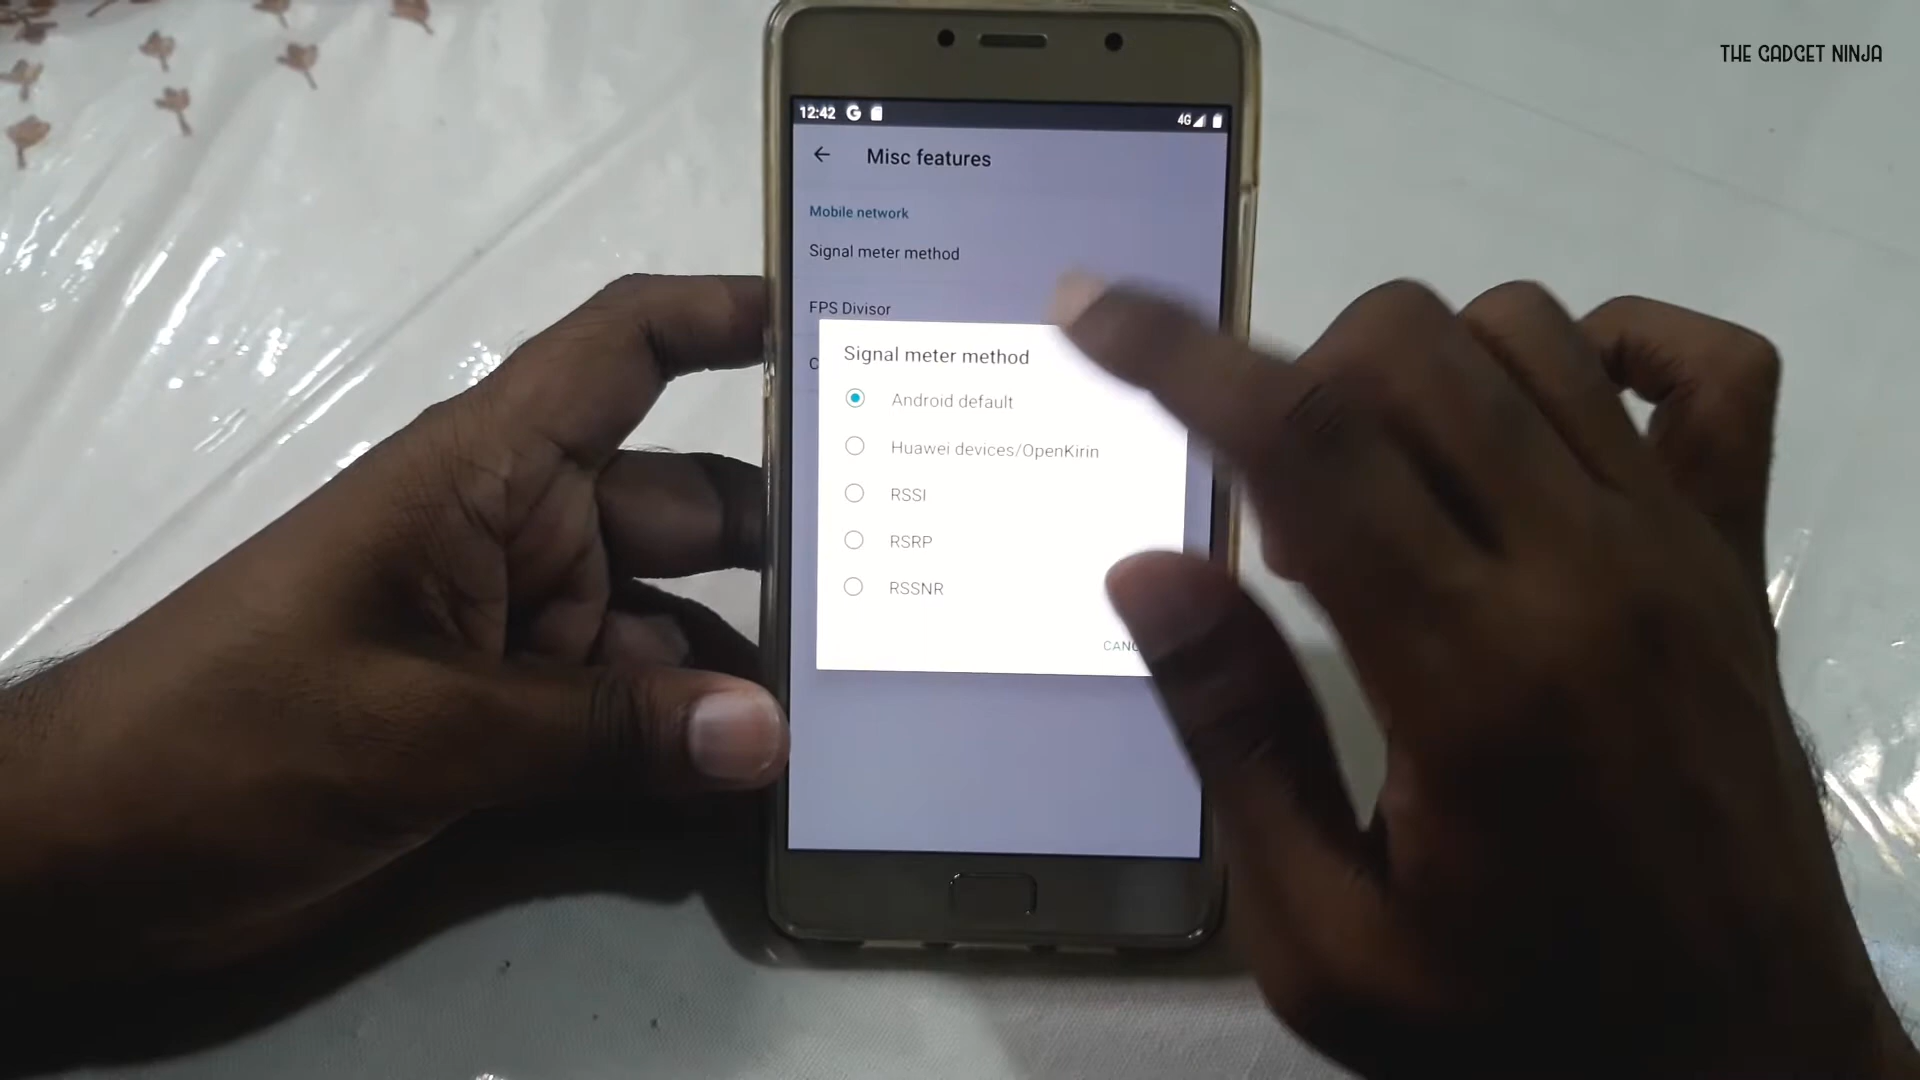 THE GADGET NINJA
12:42 G 4G
Misc features
Mobile network
Signal meter method
FPS Divisor
Signal meter method
Android default
Huawei devices/OpenKirin
RSSI
RSRP
RSSNR